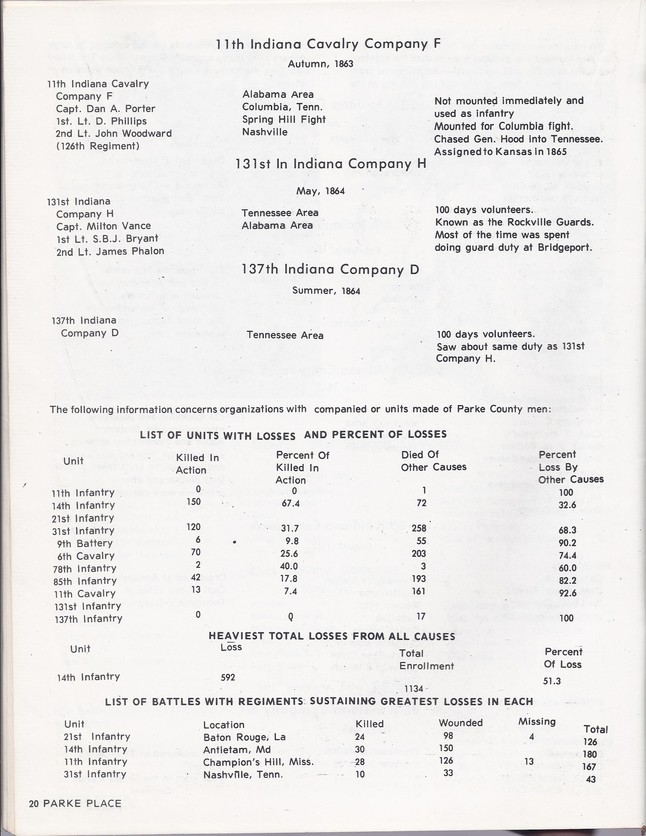 11th Indiana Cavalry Company F
Autumn, 1863
11th Indiana Cavalry
Company F
Capt. Dan A. Porter
1st. Lt. D. Phillips
2nd Lt. John Woodward
(126th Regiment)
Alabama Area
Columbia, Tenn.
Spring Hill Fight
Nashville
Not mounted immediately and
used as infantry
Mounted for Columbia fight.
Chased Gen. Hood into Tennessee.
Assigned to Kansas in 1865
131st In Indiana Company H
May, 1864
131st Indiana
Company H
Capt. Milton Vance
1st Lt. S.B.J. Bryant
2nd Lt. James Phalon
Tennessee Area
Alabama Area
100 days volunteers.
Known as the Rockville Guards.
Most of the time was spent
doing guard duty at Bridgeport.
137th Indiana Company D
Summer, 1864
137th Indiana
Company D
Tennessee Area
100 days volunteers.
Saw about same duty as 131st
Company H.
The following information concerns organizations with companied or units made of Parke County men:
LIST OF UNITS WITH LOSSES AND PERCENT OF LOSSES
Unit Killed In Action Percent Of Killed In Action Died Of Other Causes Percent Loss By Other Causes
11th Infantry 0 0 1 100
14th Infantry 150 67.4 72 32.6
21st Infantry
31st Infantry 120 31.7 258 68.3
9th Battery 6 9.8 55 90.2
6th Cavalry 70 25.6 203 74.4
78th Infantry 2 40.0 3 60.0
85th Infantry 42 17.8 193 82.2
11th Cavalry 13 7.4 161 92.6
131st Infantry
137th Infantry 0 0 17 100
HEAVIEST TOTAL LOSSES FROM ALL CAUSES
Unit Loss Total Enrollment Percent Of Loss
14th Infantry 592 1134 51.3
LIST OF BATTLES WITH REGIMENTS SUSTAINING GREATEST LOSSES IN EACH
Unit Location Killed Wounded Missing Total
21st Infantry Baton Rouge, La 24 98 4 126
14th Infantry Antietam, Md 30 150 180
11th Infantry Champion's Hill, Miss. 28 126 13 167
31st Infantry Nashville, Tenn. 10 33 43
20 PARKE PLACE